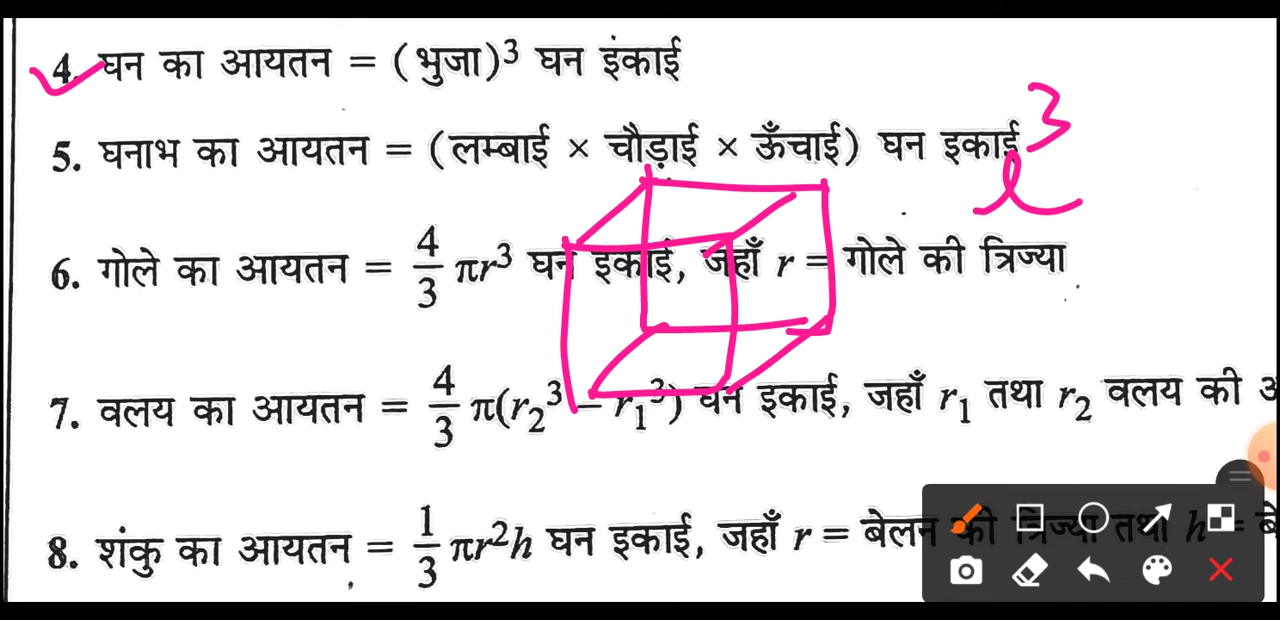 4. घन का आयतन = (भुजा)³ घन इंकाई
5. घनाभ का आयतन = (लम्बाई × चौड़ाई × ऊँचाई) घन इकाई
l³
6. गोले का आयतन = 4/3 πr³ घन इकाई, जहाँ r = गोले की त्रिज्या
7. वलय का आयतन = 4/3 π(r₂³ – r₁³) घन इकाई, जहाँ r₁ तथा r₂ वलय की
8. शंकु का आयतन = 1/3 πr²h घन इकाई, जहाँ r = बेलन की त्रिज्या तथा h =